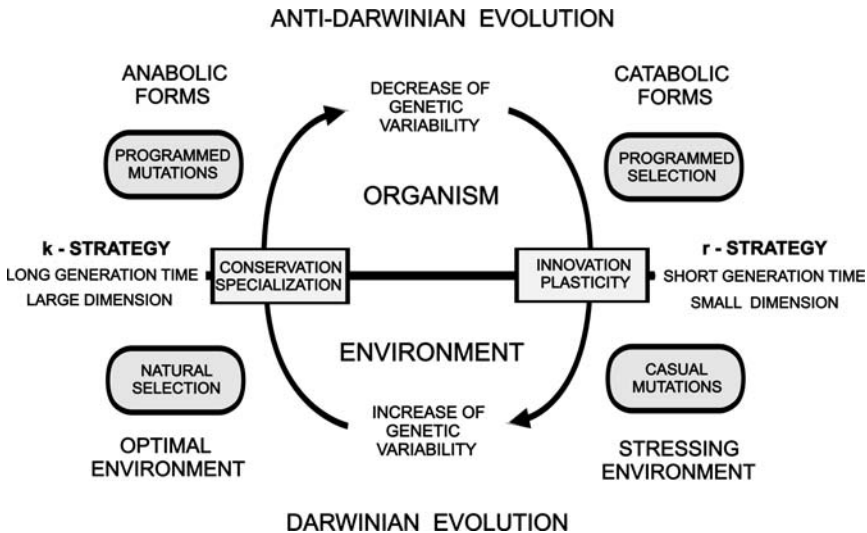 ANTI-DARWINIAN EVOLUTION
ANABOLIC
FORMS
DECREASE OF
GENETIC
VARIABILITY
CATABOLIC
FORMS
PROGRAMMED
MUTATIONS
PROGRAMMED
SELECTION
ORGANISM
k - STRATEGY
LONG GENERATION TIME
LARGE DIMENSION
CONSERVATION
SPECIALIZATION
INNOVATION
PLASTICITY
r - STRATEGY
SHORT GENERATION TIME
SMALL DIMENSION
ENVIRONMENT
NATURAL
SELECTION
CASUAL
MUTATIONS
INCREASE OF
GENETIC
VARIABILITY
OPTIMAL
ENVIRONMENT
STRESSING
ENVIRONMENT
DARWINIAN EVOLUTION